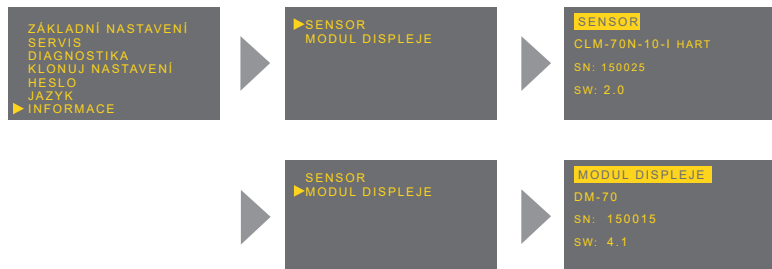 ZÁKLADNÍ NASTAVENÍ
SERVIS
DIAGNOSTIKA
KLONUJ NASTAVENÍ
HESLO
JAZYK
INFORMACE
SENSOR
MODUL DISPLEJE
SENSOR
CLM-70N-10-I HART
SN: 150025
SW: 2.0
SENSOR
MODUL DISPLEJE
MODUL DISPLEJE
DM-70
SN: 150015
SW: 4.1